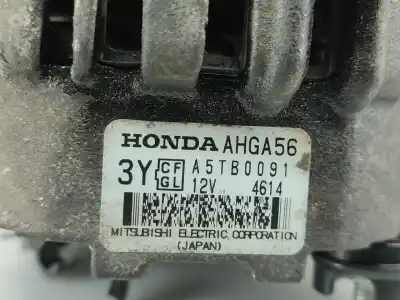 HONDA AHGA56
3Y CF GL A5TB0091
12V 4614
MITSUBISHI ELECTRIC CORPORATION
(JAPAN)